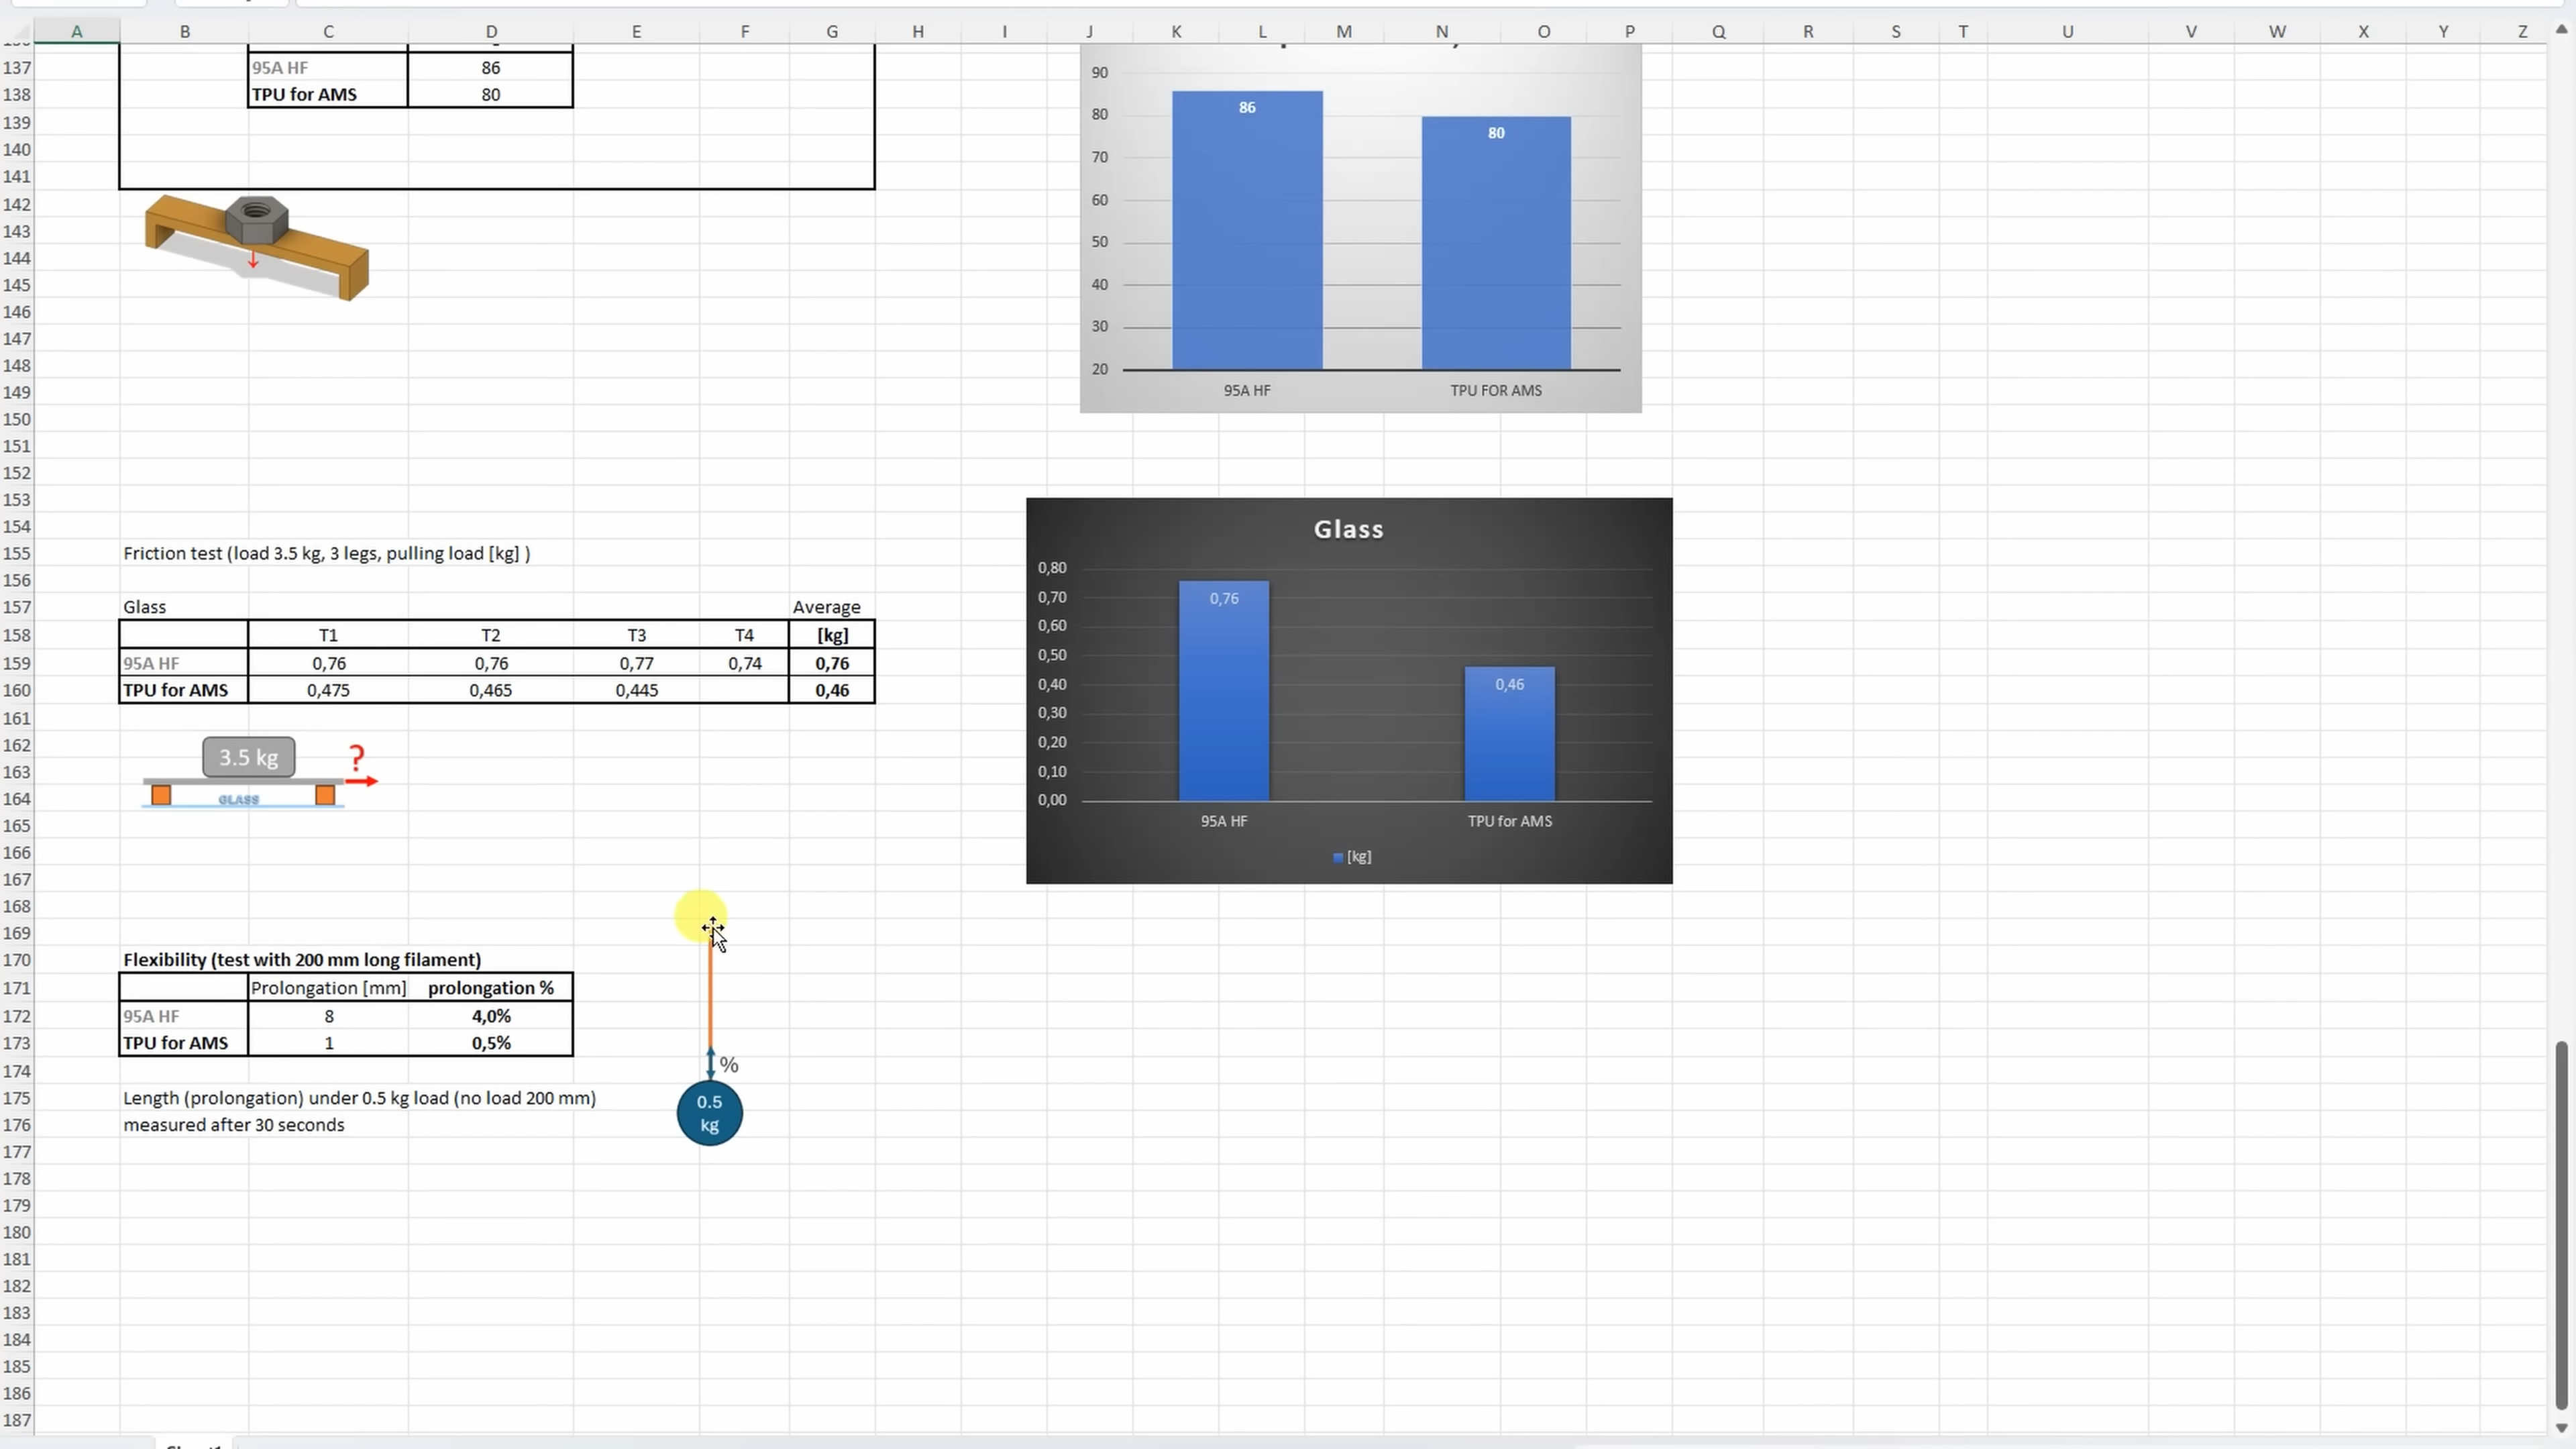 A B C D E F G H I J K L M N O P Q R S T U V W X Y Z
137 95A HF 86
138 TPU for AMS 80
139
140
141
142
143
144
145
146
147
148
149
150
151
152
153
154
155 Friction test (load 3.5 kg, 3 legs, pulling load [kg] )
156
157 Glass Average
158 T1 T2 T3 T4 [kg]
159 95A HF 0,76 0,76 0,77 0,74 0,76
160 TPU for AMS 0,475 0,465 0,445 0,46
161
162
163
164
165
166
167
168
169
170 Flexibility (test with 200 mm long filament)
171 Prolongation [mm] prolongation %
172 95A HF 8 4,0%
173 TPU for AMS 1 0,5%
174
175 Length (prolongation) under 0.5 kg load (no load 200 mm)
176 measured after 30 seconds
177
178
179
180
181
182
183
184
185
186
187
3.5 kg
?
GLASS
%
0.5
kg
90
80
70
60
50
40
30
20
86
80
95A HF TPU FOR AMS
Glass
0,80
0,70
0,60
0,50
0,40
0,30
0,20
0,10
0,00
0,76
0,46
95A HF TPU for AMS
[kg]